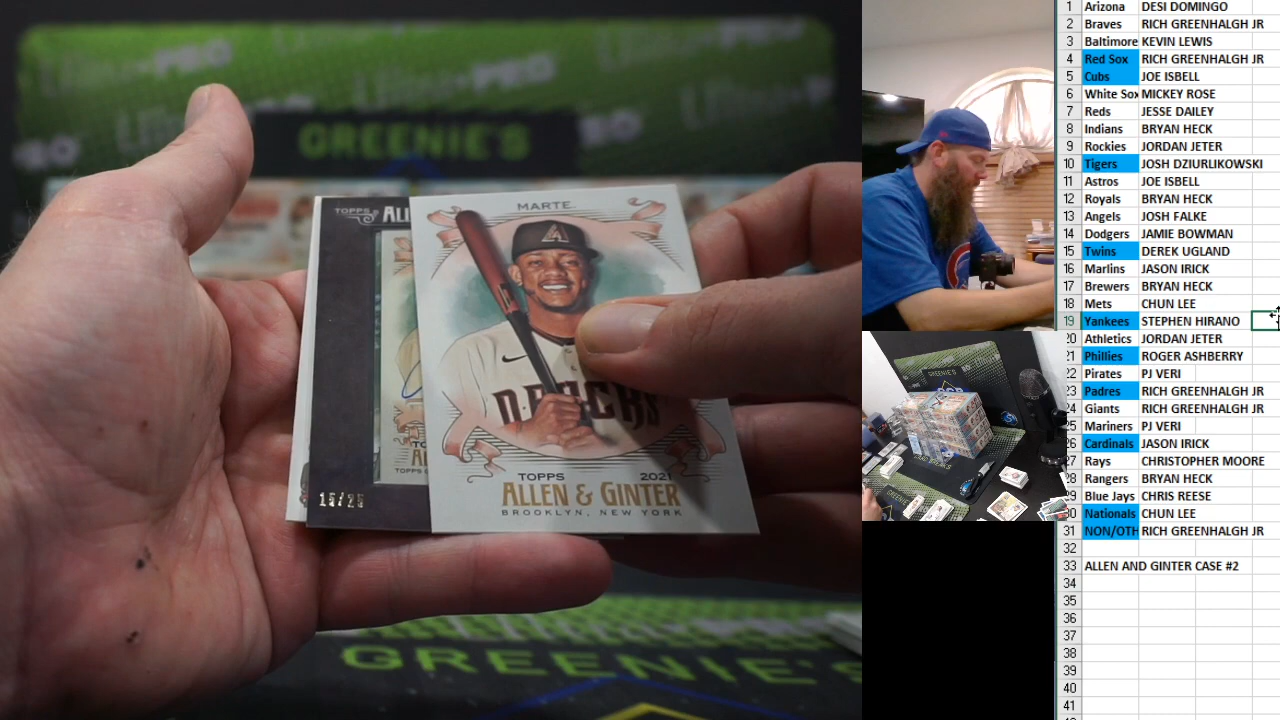 GREENIE'S
MARTE
TOPPS
TOPPS 2021
ALLEN & GINTER
BROOKLYN, NEW YORK
15/25
GREENIE'S
GREENIE'S
1 Arizona DESI DOMINGO
2 Braves RICH GREENHALGH JR
3 Baltimore KEVIN LEWIS
4 Red Sox RICH GREENHALGH JR
5 Cubs JOE ISBELL
6 White Sox MICKEY ROSE
7 Reds JESSE DAILEY
8 Indians BRYAN HECK
9 Rockies JORDAN JETER
10 Tigers JOSH DZIURLIKOWSKI
11 Astros JOE ISBELL
12 Royals BRYAN HECK
13 Angels JOSH FALKE
14 Dodgers JAMIE BOWMAN
15 Twins DEREK UGLAND
16 Marlins JASON IRICK
17 Brewers BRYAN HECK
18 Mets CHUN LEE
19 Yankees STEPHEN HIRANO
20 Athletics JORDAN JETER
21 Phillies ROGER ASHBERRY
22 Pirates PJ VERI
23 Padres RICH GREENHALGH JR
24 Giants RICH GREENHALGH JR
25 Mariners PJ VERI
26 Cardinals JASON IRICK
27 Rays CHRISTOPHER MOORE
28 Rangers BRYAN HECK
29 Blue Jays CHRIS REESE
30 Nationals CHUN LEE
31 NON/OTH RICH GREENHALGH JR
32
33 ALLEN AND GINTER CASE #2
34
35
36
37
38
39
40
41